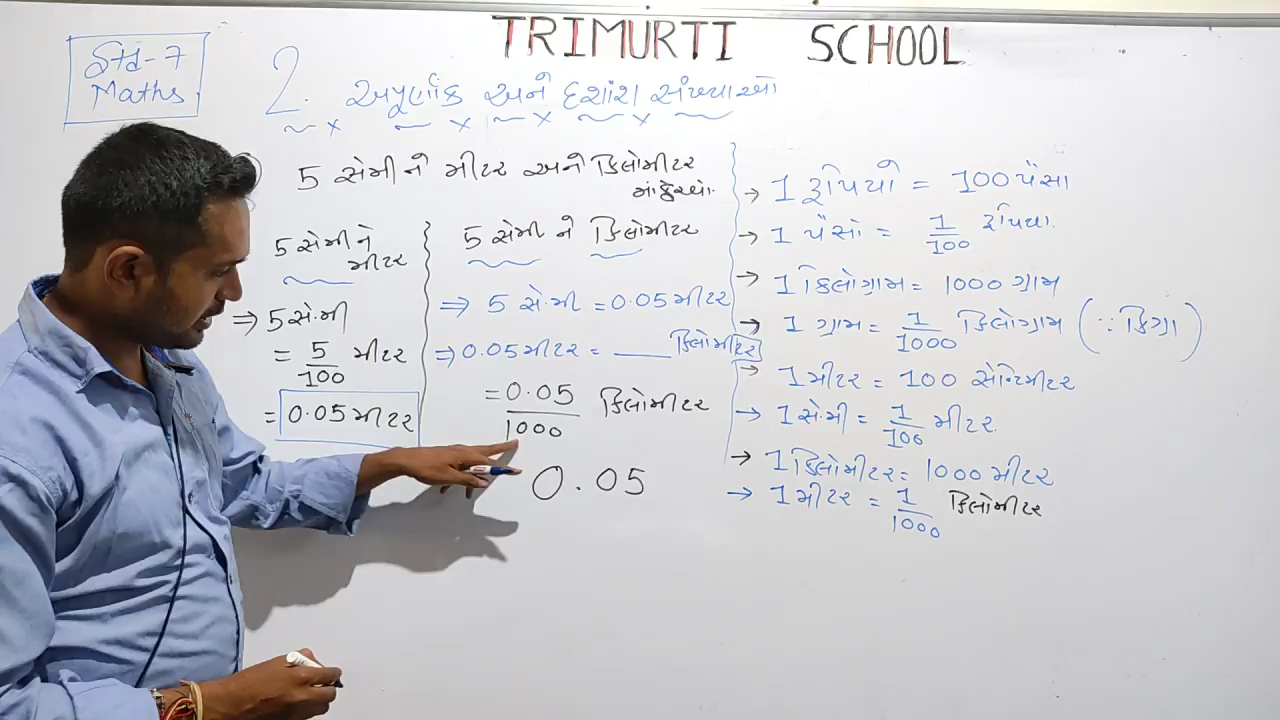 TRIMURTI SCHOOL
Std-7
Maths
2. અપૂર્ણાંક અને દશાંશ સંખ્યાઓ
5 સેમીને મીટર અને કિલોમીટર
માં ફેરવો.
5 સેમીને
મીટર
⇒ 5 સે.મી
= 5/100 મીટર
= 0.05 મીટર
5 સેમી ને કિલોમીટર
⇒ 5 સે.મી = 0.05 મીટર
⇒ 0.05 મીટર = ____ કિલોમીટર
= 0.05/1000 કિલોમીટર
0.05
→ 1 રૂપિયો = 100 પૈસા
→ 1 પૈસો = 1/100 રૂપિયા.
→ 1 કિલોગ્રામ = 1000 ગ્રામ
→ 1 ગ્રામ = 1/1000 કિલોગ્રામ (∵ કિગ્રા)
→ 1 મીટર = 100 સેન્ટિમીટર
→ 1 સે.મી = 1/100 મીટર.
→ 1 કિલોમીટર = 1000 મીટર
→ 1 મીટર = 1/1000 કિલોમીટર